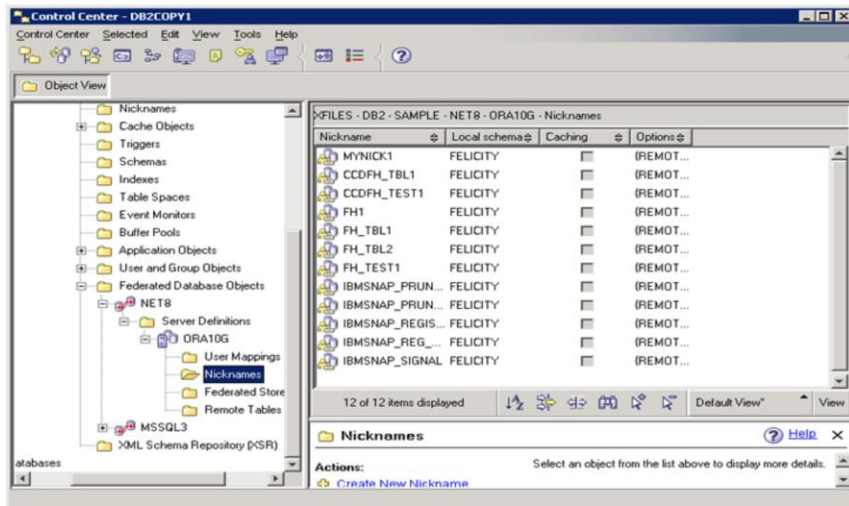 Control Center - DB2COPY1
Control Center Selected Edit View Tools Help
Object View
Nicknames
Cache Objects
Triggers
Schemas
Indexes
Table Spaces
Event Monitors
Buffer Pools
Application Objects
User and Group Objects
Federated Database Objects
NET8
Server Definitions
ORA10G
User Mappings
Nicknames
Federated Store
Remote Tables
MSSQL3
XML Schema Repository (XSR)
atabases
XFILES - DB2 - SAMPLE - NET8 - ORA10G - Nicknames
Nickname Local schema Caching Options
MYNICK1 FELICITY {REMOT...
CCDFH_TBL1 FELICITY {REMOT...
CCDFH_TEST1 FELICITY {REMOT...
FH1 FELICITY {REMOT...
FH_TBL1 FELICITY {REMOT...
FH_TBL2 FELICITY {REMOT...
FH_TEST1 FELICITY {REMOT...
IBMSNAP_PRUN... FELICITY {REMOT...
IBMSNAP_PRUN... FELICITY {REMOT...
IBMSNAP_REGIS... FELICITY {REMOT...
IBMSNAP_REG_... FELICITY {REMOT...
IBMSNAP_SIGNAL FELICITY {REMOT...
12 of 12 items displayed Default View* View
Nicknames Help
Actions: Select an object from the list above to display more details.
Create New Nickname